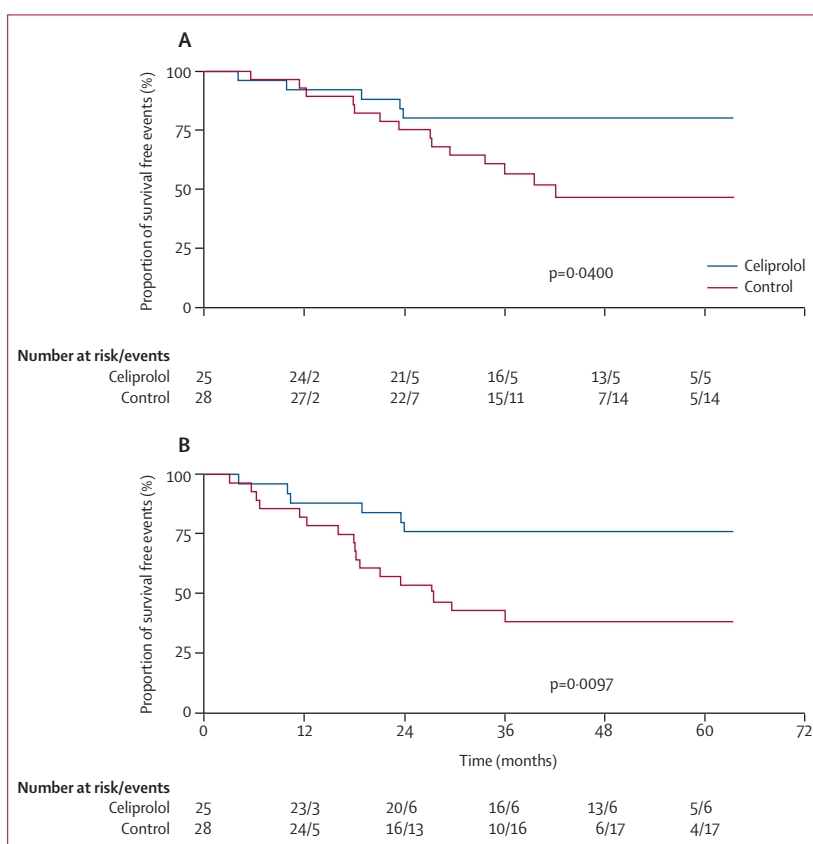 A
Proportion of survival free events (%)
100
75
50
25
0
p=0·0400
Celiprolol
Control
Number at risk/events
Celiprolol 25 24/2 21/5 16/5 13/5 5/5
Control 28 27/2 22/7 15/11 7/14 5/14
B
Proportion of survival free events (%)
100
75
50
25
0
p=0·0097
0 12 24 36 48 60 72
Time (months)
Number at risk/events
Celiprolol 25 23/3 20/6 16/6 13/6 5/6
Control 28 24/5 16/13 10/16 6/17 4/17